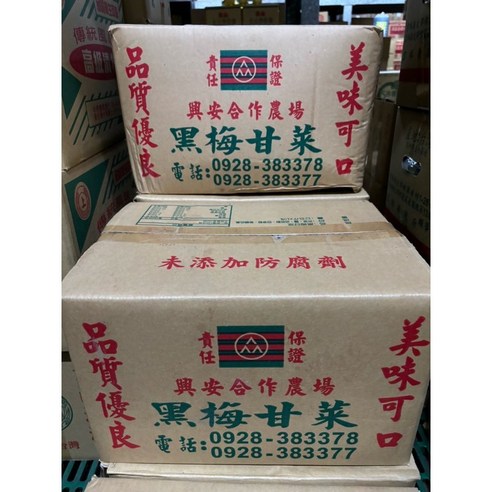 傳統
品質優良
責任
保證
美味可口
興安合作農場
黑梅甘菜
電話:0928-383378
0928-383377
未添加防腐劑
品質優良
責任
保證
美味可口
興安合作農場
黑梅甘菜
電話:0928-383378
0928-383377